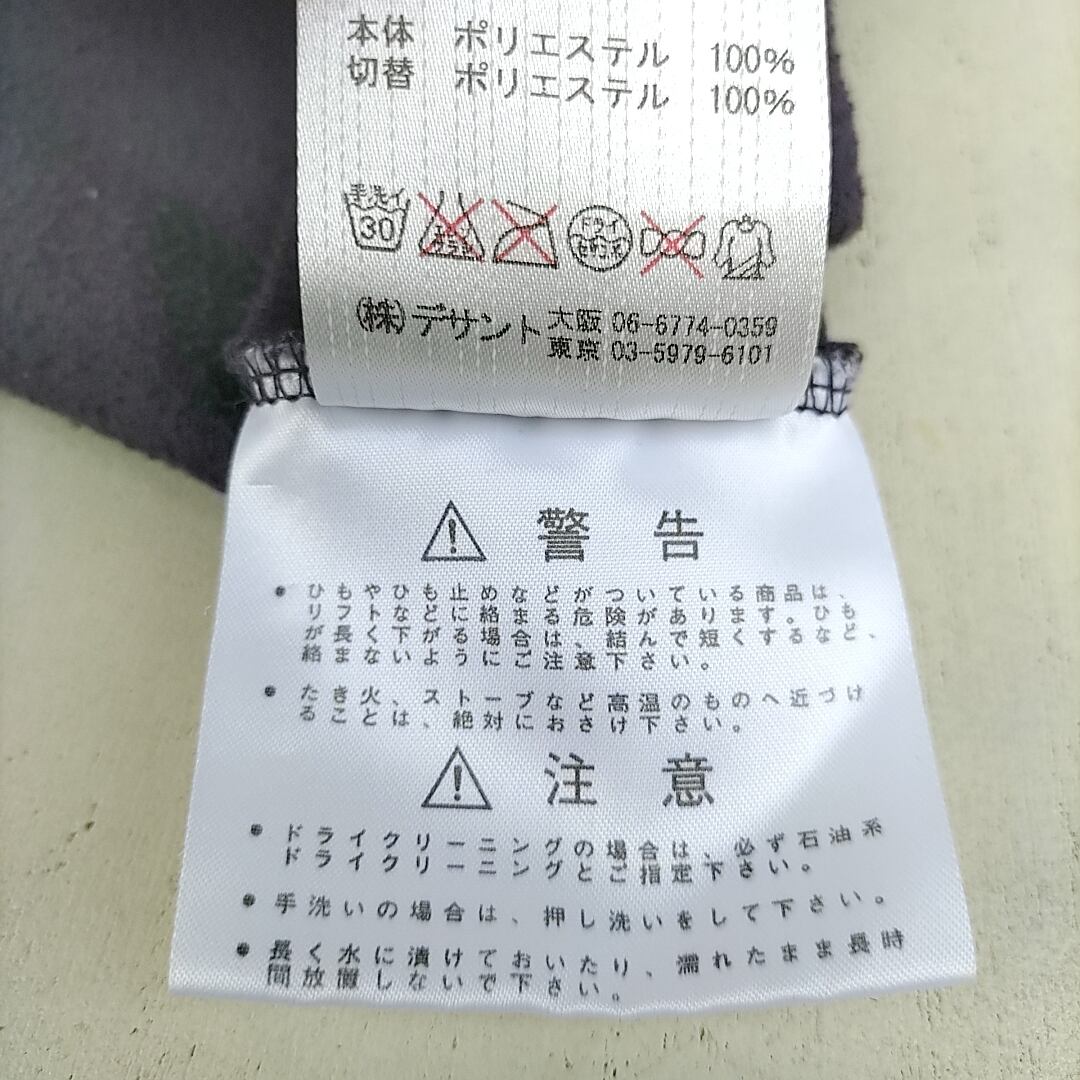 本体 ポリエステル 100%
切替 ポリエステル 100%
手洗イ
30
ドライ
セキユ系
(株)デサント 大阪 06-6774-0359
東京 03-5979-6101
警告
● ひもやひも止めなどがついている商品は、
リフトなどに絡まる危険があります。ひも
が長くなる場合は、結んで短くするなど、
絡まないようにご注意下さい。
● たき火、ストーブなど高温のものへ近づけ
ることは、絶対におさけ下さい。
注意
● ドライクリーニングの場合は、必ず石油系
ドライクリーニングとご指定下さい。
● 手洗いの場合は、押し洗いをして下さい。
● 長く水に漬けておいたり、濡れたまま長時
間放置しないで下さい。